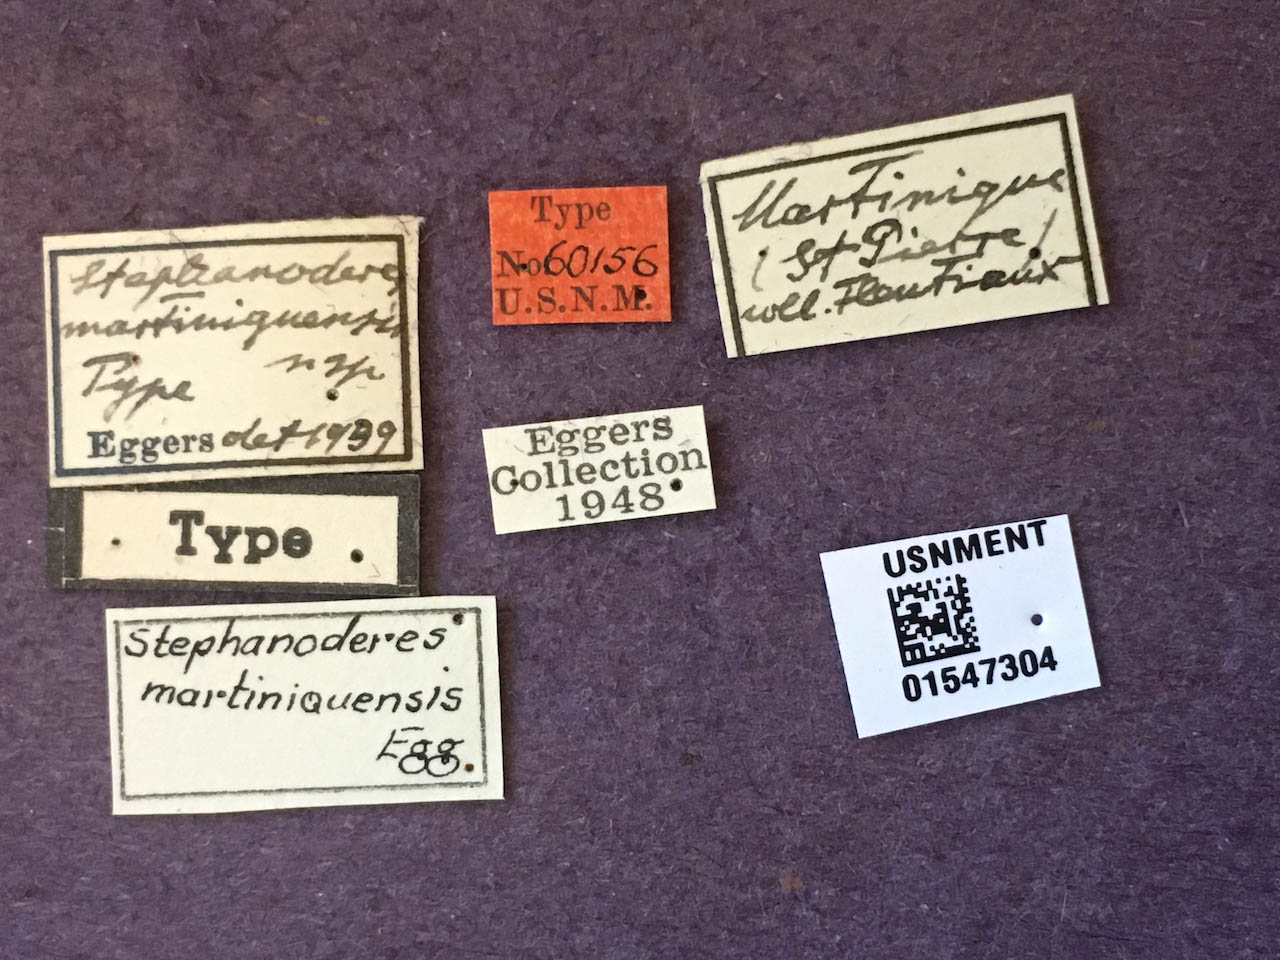 Stephanoderes
martiniquensis
Type n sp
Eggers det 1939
Type
Stephanoderes
martiniquensis
Egg.
Type
No 60156
U.S.N.M.
Eggers
Collection
1948
Martinique
(St Pierre)
coll. Fleutiaux
USNMENT
01547304